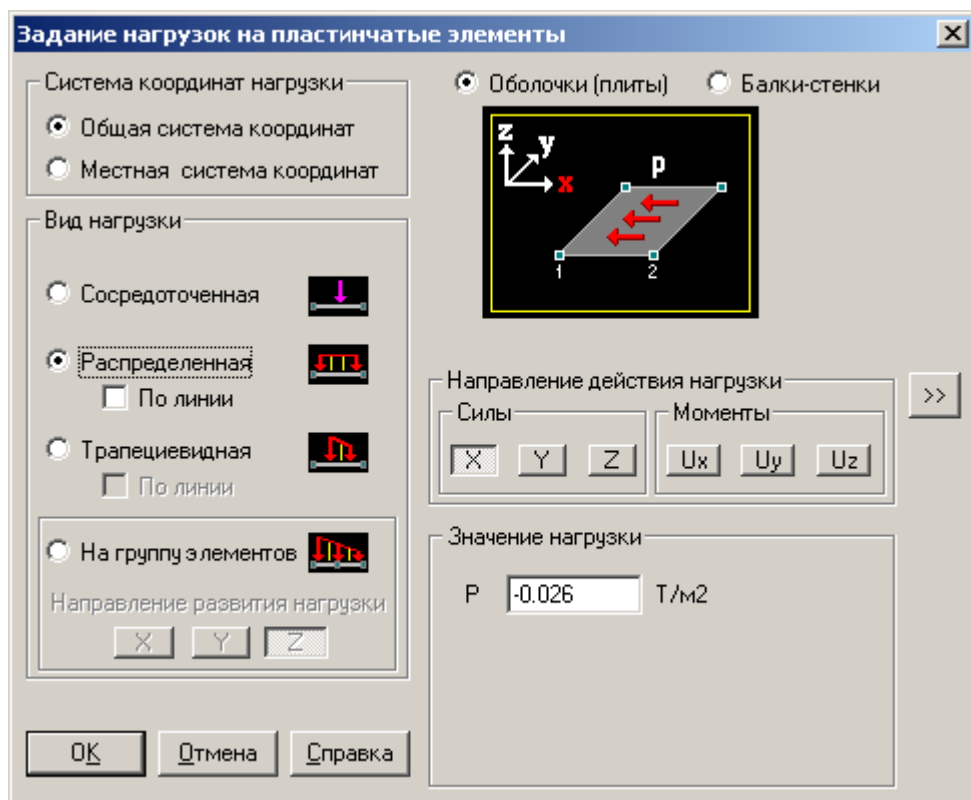 Задание нагрузок на пластинчатые элементы
Система координат нагрузки
Общая система координат
Местная система координат
Вид нагрузки
Сосредоточенная
Распределенная
По линии
Трапециевидная
По линии
На группу элементов
Направление развития нагрузки
X Y Z
OK Отмена Справка
Оболочки (плиты) Балки-стенки
z y x p
1 2
Направление действия нагрузки
Силы
X Y Z
Моменты
Ux Uy Uz
>>
Значение нагрузки
P -0.026 Т/м2